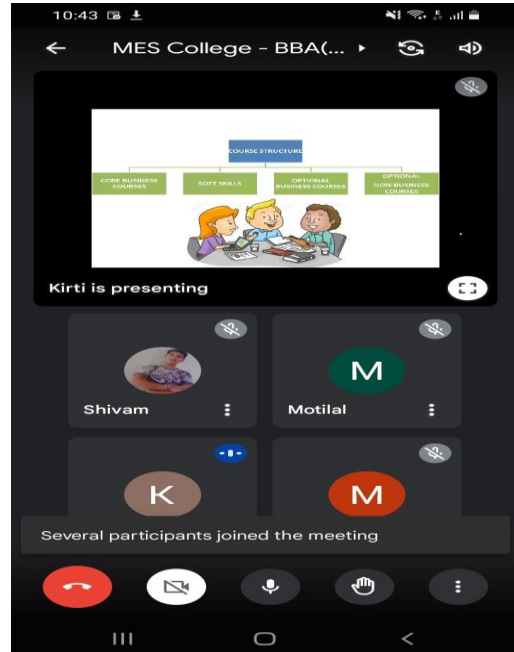 10:43
MES College - BBA(...
COURSE STRUCTURE
CORE BUSINESS
COURSES
SOFT SKILLS
OPTIONAL
BUSINESS COURSES
OPTIONAL
NON-BUSINESS
COURSES
Kirti is presenting
Shivam
Motilal
M
K
M
Several participants joined the meeting